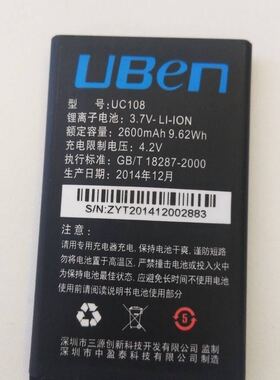 UBen
型 号: UC108
锂离子电池: 3.7V- LI-ION
额定容量: 2600mAh 9.62Wh
充电限制电压: 4.2V
执行标准: GB/T 18287-2000
生产日期: 2014年12月
S/N:ZYT201412002883
注意:
请用专用充电器充电, 保持电池干爽, 谨防短路
勿将电池置于高温区, 严禁撞击电池或投入火中
为保持电池最佳性态, 应避免长时间不使用电池
使用前请阅读说明书电池使用部分
5
深圳市三源创新科技开发有限公司出品
深圳市中盈泰科技有限公司制造